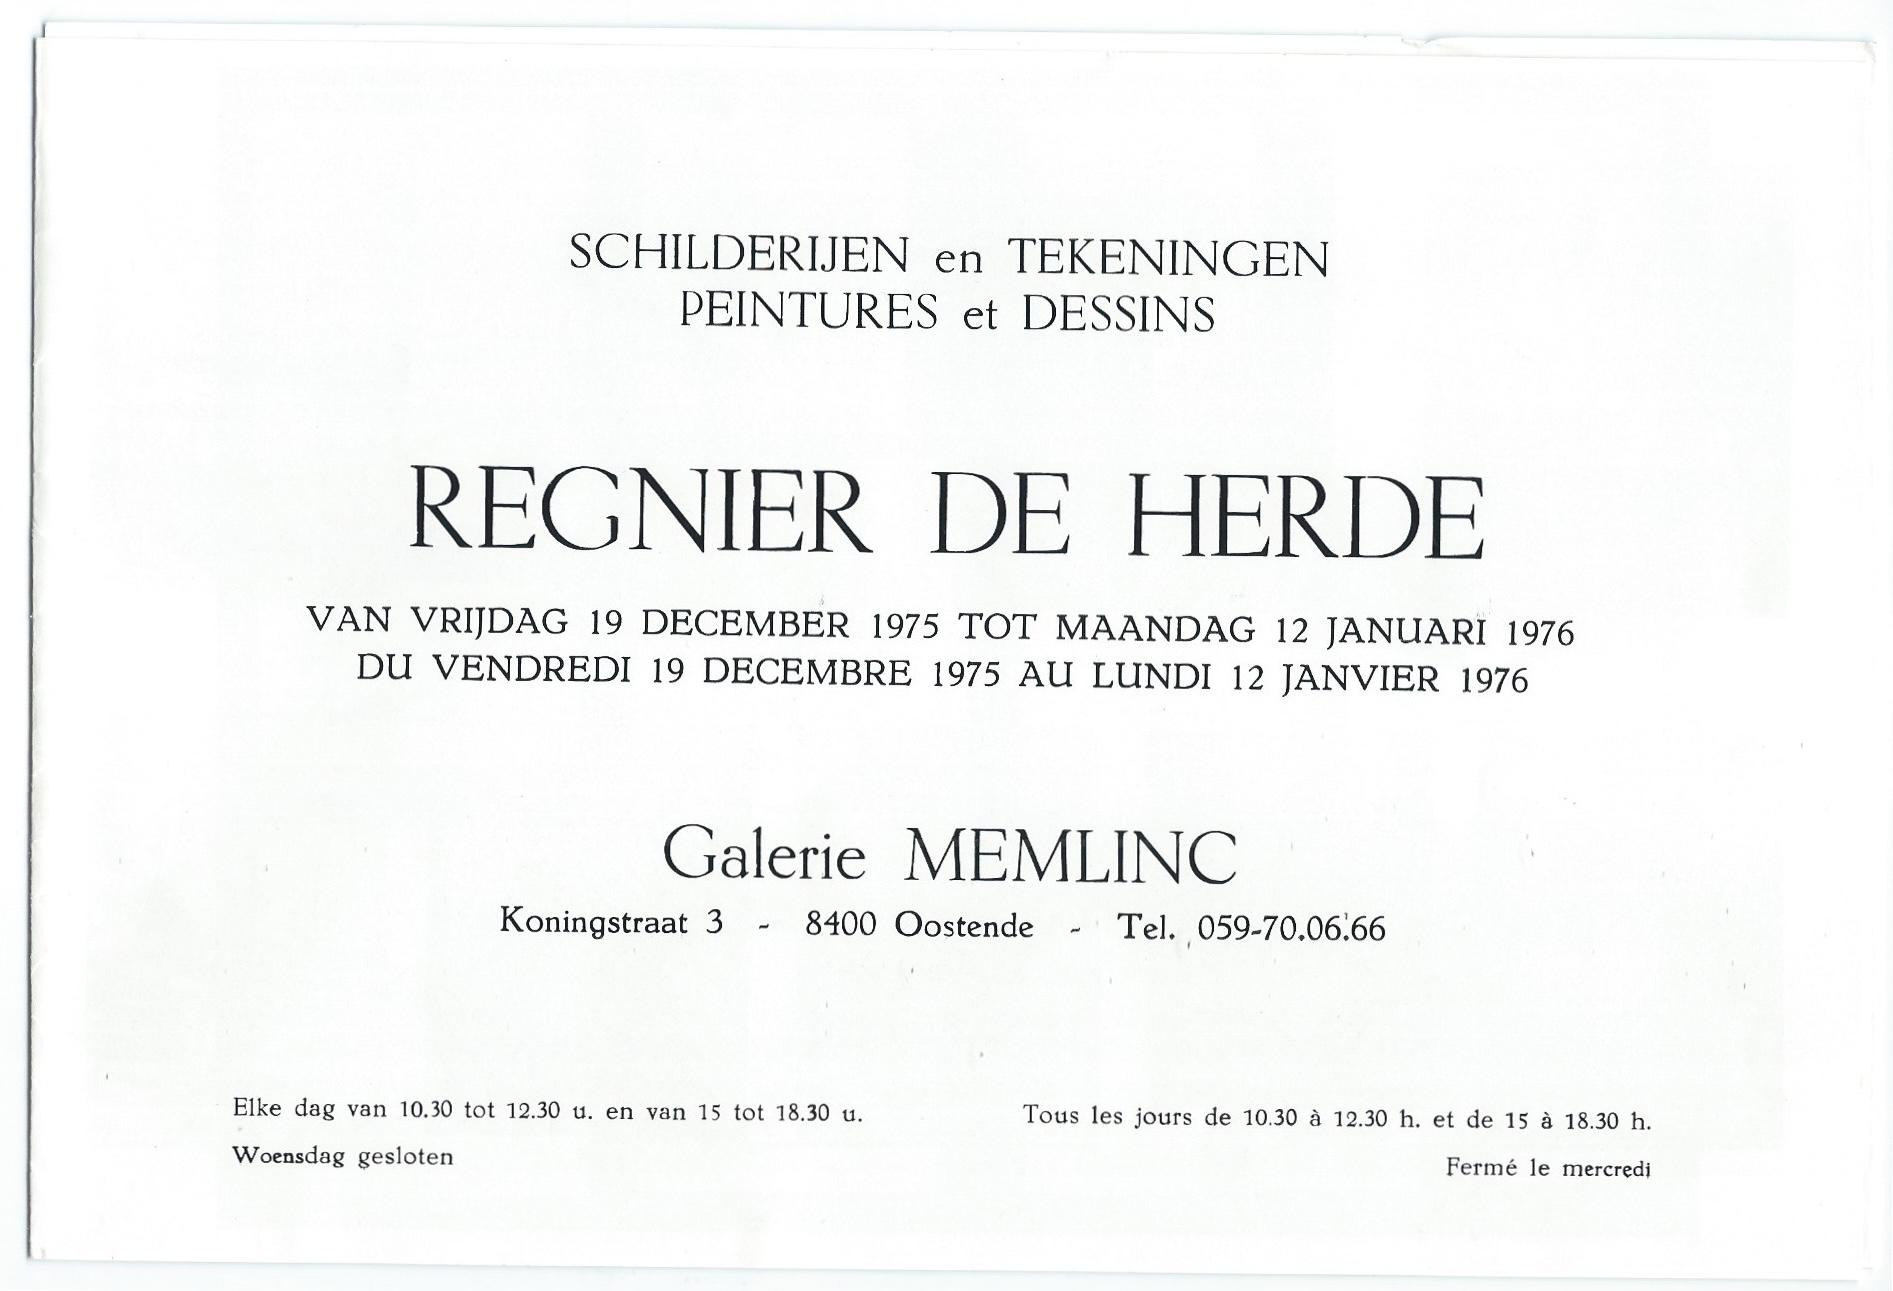 SCHILDERIJEN en TEKENINGEN
PEINTURES et DESSINS
REGNIER DE HERDE
VAN VRIJDAG 19 DECEMBER 1975 TOT MAANDAG 12 JANUARI 1976
DU VENDREDI 19 DECEMBRE 1975 AU LUNDI 12 JANVIER 1976
Galerie MEMLINC
Koningstraat 3 - 8400 Oostende - Tel. 059-70.06.66
Elke dag van 10.30 tot 12.30 u. en van 15 tot 18.30 u.
Woensdag gesloten
Tous les jours de 10.30 à 12.30 h. et de 15 à 18.30 h.
Fermé le mercredi